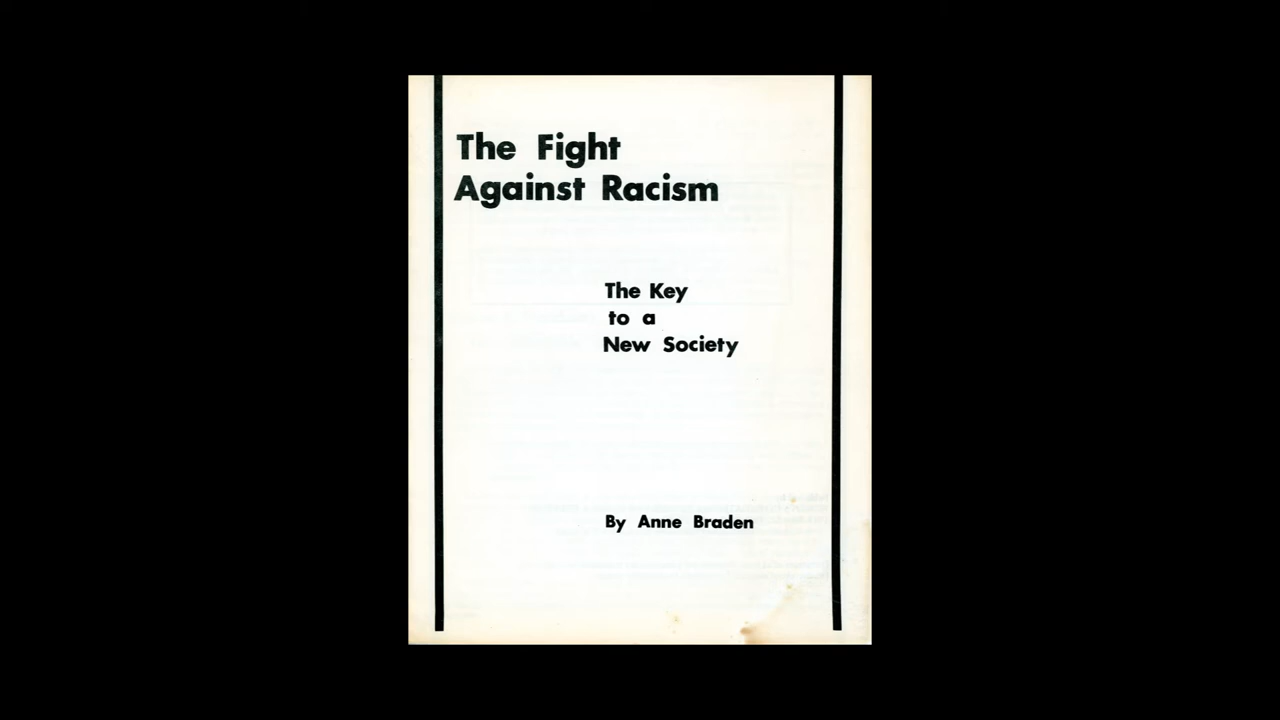 The Fight
Against Racism
The Key
to a
New Society
By Anne Braden